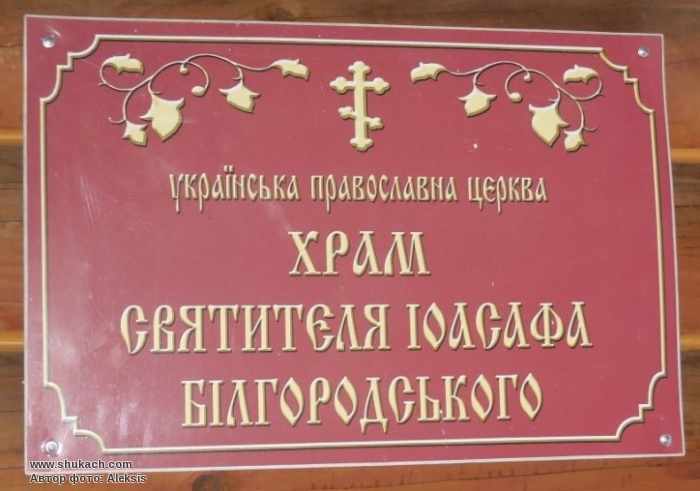 українська православна церква
ХРАМ
СВЯТИТЕЛЯ ІОАСАФА
БІЛГОРОДСЬКОГО
www.shukach.com
Автор фото: Aleksis